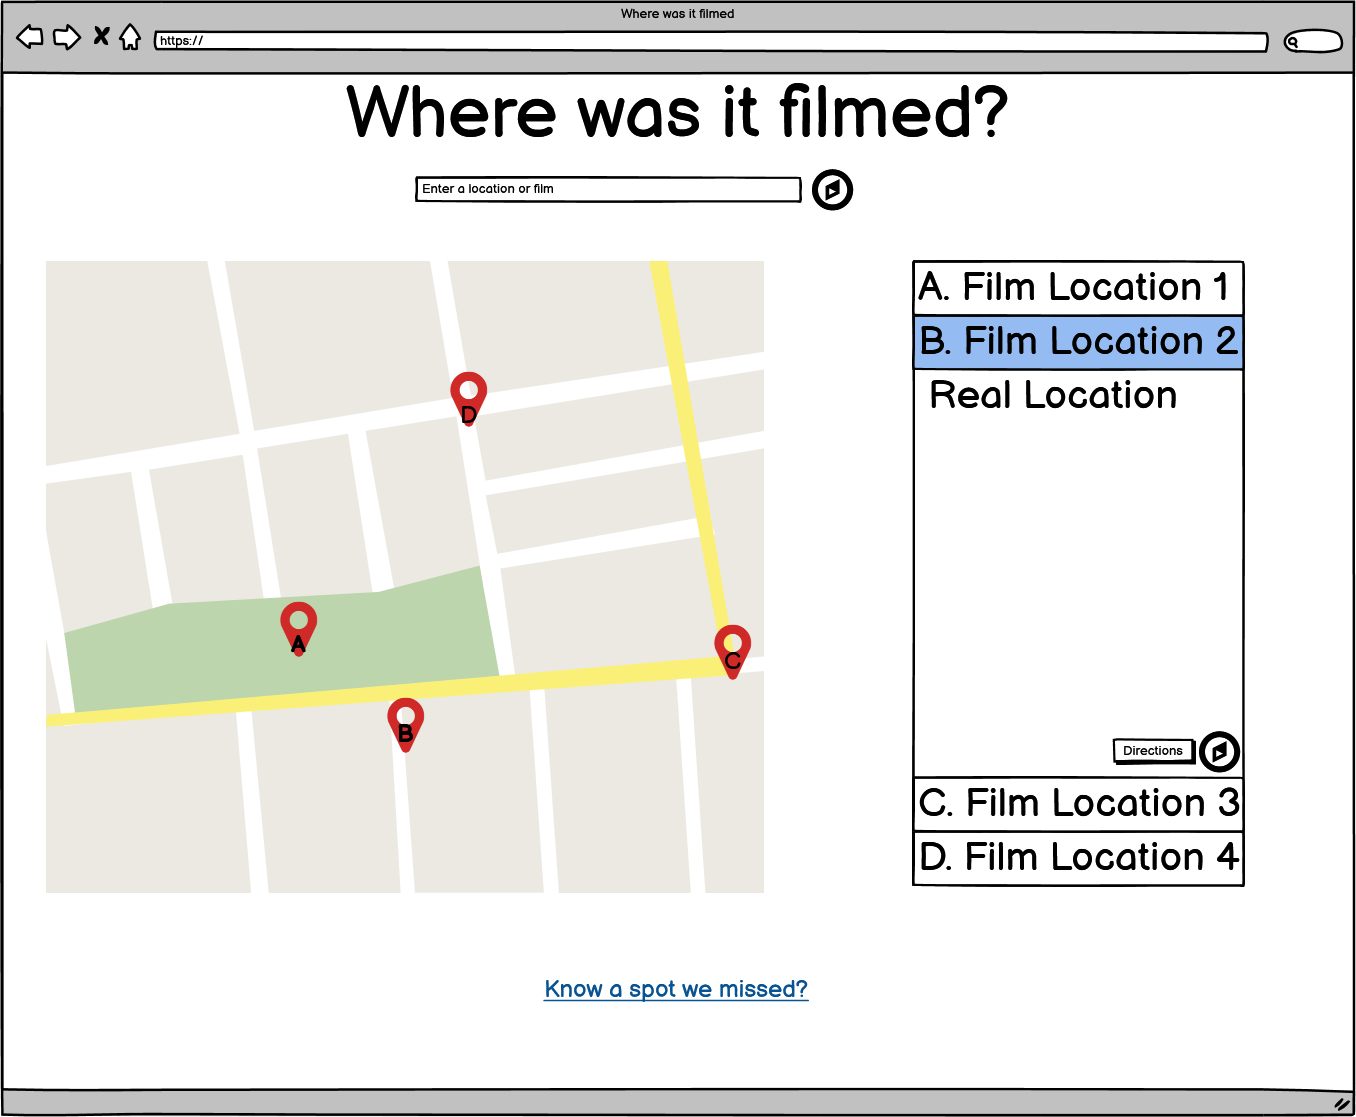 Where was it filmed
https://
Where was it filmed?
Enter a location or film
D
A
C
B
A. Film Location 1
B. Film Location 2
Real Location
Directions
C. Film Location 3
D. Film Location 4
Know a spot we missed?